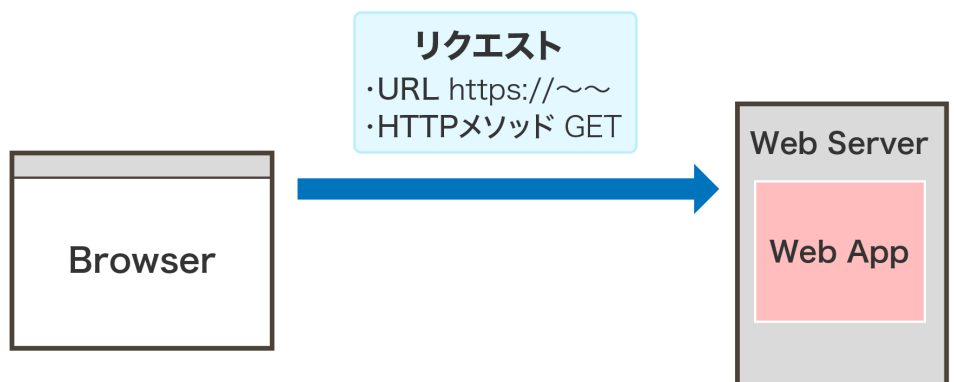 リクエスト
・URL https://～～
・HTTPメソッド GET
Web Server
Browser
Web App